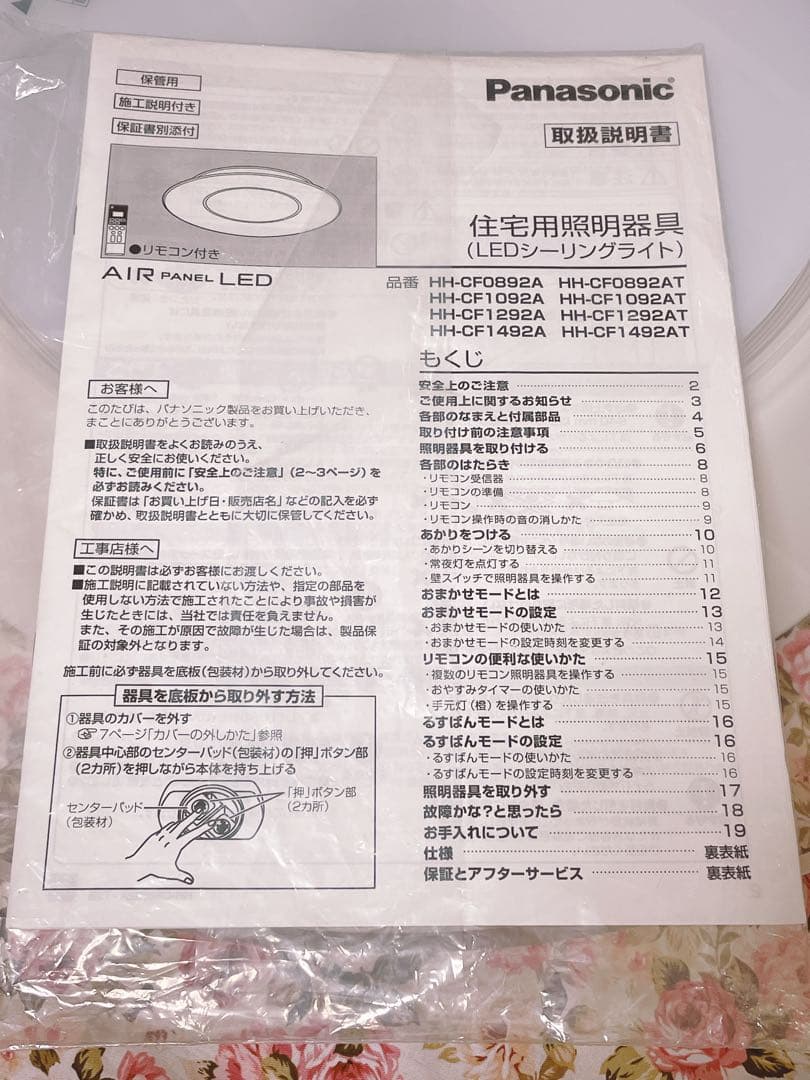 保管用
施工説明付き
保証書別添付
Panasonic
取扱説明書
●リモコン付き
AIR PANEL LED
住宅用照明器具
(LEDシーリングライト)
品番 HH-CF0892A HH-CF0892AT
HH-CF1092A HH-CF1092AT
HH-CF1292A HH-CF1292AT
HH-CF1492A HH-CF1492AT
お客様へ
このたびは、パナソニック製品をお買い上げいただき、
まことにありがとうございます。
■取扱説明書をよくお読みのうえ、
正しく安全にお使いください。
特に、ご使用前に「安全上のご注意」(2〜3ページ)を
必ずお読みください。
保証書は「お買い上げ日・販売店名」などの記入を必ず
確かめ、取扱説明書とともに大切に保管してください。
工事店様へ
■この説明書は必ずお客様にお渡しください。
■施工説明に記載されていない方法や、指定の部品を
使用しない方法で施工されたことにより事故や損害が
生じたときには、当社では責任を負えません。
また、その施工が原因で故障が生じた場合は、製品保
証の対象外となります。
施工前に必ず器具を底板(包装材)から取り外してください。
器具を底板から取り外す方法
①器具のカバーを外す
☞7ページ「カバーの外しかた」参照
②器具中心部のセンターパッド(包装材)の「押」ボタン部
(2カ所)を押しながら本体を持ち上げる
センターパッド
(包装材)
「押」ボタン部
(2カ所)
もくじ
安全上のご注意 2
ご使用上に関するお知らせ 3
各部のなまえと付属部品 4
取り付け前の注意事項 5
照明器具を取り付ける 6
各部のはたらき 8
・リモコン受信器 8
・リモコンの準備 8
・リモコン 9
・リモコン操作時の音の消しかた 9
あかりをつける 10
・あかりシーンを切り替える 10
・常夜灯を点灯する 11
・壁スイッチで照明器具を操作する 11
おまかせモードとは 12
おまかせモードの設定 13
・おまかせモードの使いかた 13
・おまかせモードの設定時刻を変更する 14
リモコンの便利な使いかた 15
・複数のリモコン照明器具を操作する 15
・おやすみタイマーの使いかた 15
・手元灯(橙)を操作する 15
るすばんモードとは 16
るすばんモードの設定 16
・るすばんモードの使いかた 16
・るすばんモードの設定時刻を変更する 16
照明器具を取り外す 17
故障かな?と思ったら 18
お手入れについて 19
仕様 裏表紙
保証とアフターサービス 裏表紙